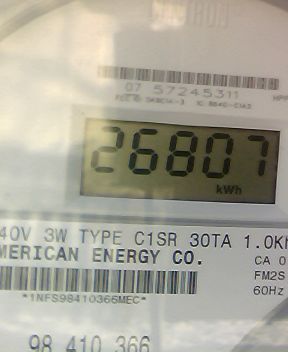 07 57245311
26807
kWh
40V 3W TYPE C1SR 30TA 1.0Kh
MERICAN ENERGY CO.
CA 0
FM2S
60Hz
*1NFS98410366MEC*
98 410 366